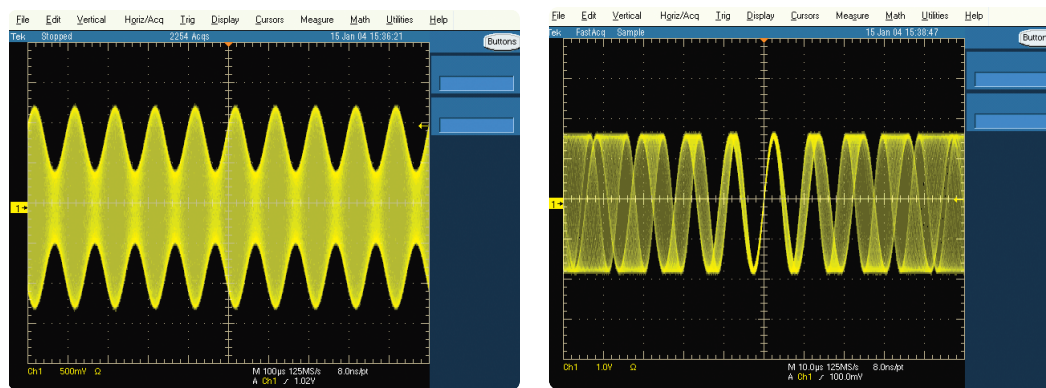 File Edit Vertical Horiz/Acq Trig Display Cursors Measure Math Utilities Help
Tek Stopped 2254 Acqs 15 Jan 04 15:36:21
Buttons
1
Ch1 500mV Ω M 100µs 125MS/s 8.0ns/pt
A Ch1 ∕ 1.02V
File Edit Vertical Horiz/Acq Trig Display Cursors Measure Math Utilities Help
Tek FastAcq Sample 15 Jan 04 15:38:47
Button
1
Ch1 1.0V Ω M 10.0µs 125MS/s 8.0ns/pt
A Ch1 ∕ 100.0mV